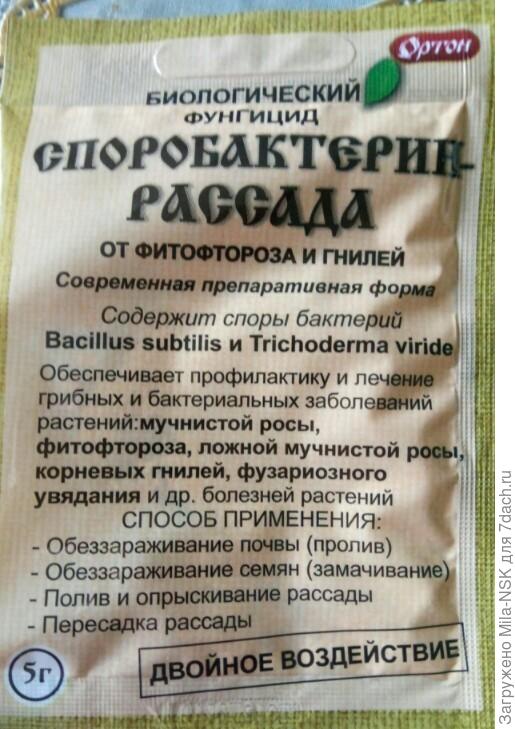 Ортон
БИОЛОГИЧЕСКИЙ
ФУНГИЦИД
СПОРОБАКТЕРИН-
РАССАДА
ОТ ФИТОФТОРОЗА И ГНИЛЕЙ
Современная препаративная форма
Содержит споры бактерий
Bacillus subtilis и Trichoderma viride
Обеспечивает профилактику и лечение
грибных и бактериальных заболеваний
растений:мучнистой росы,
фитофтороза, ложной мучнистой росы,
корневых гнилей, фузариозного
увядания и др. болезней растений
СПОСОБ ПРИМЕНЕНИЯ:
- Обеззараживание почвы (пролив)
- Обеззараживание семян (замачивание)
- Полив и опрыскивание рассады
- Пересадка рассады
5г
ДВОЙНОЕ ВОЗДЕЙСТВИЕ
Загружено Mila-NSK для 7dach.ru